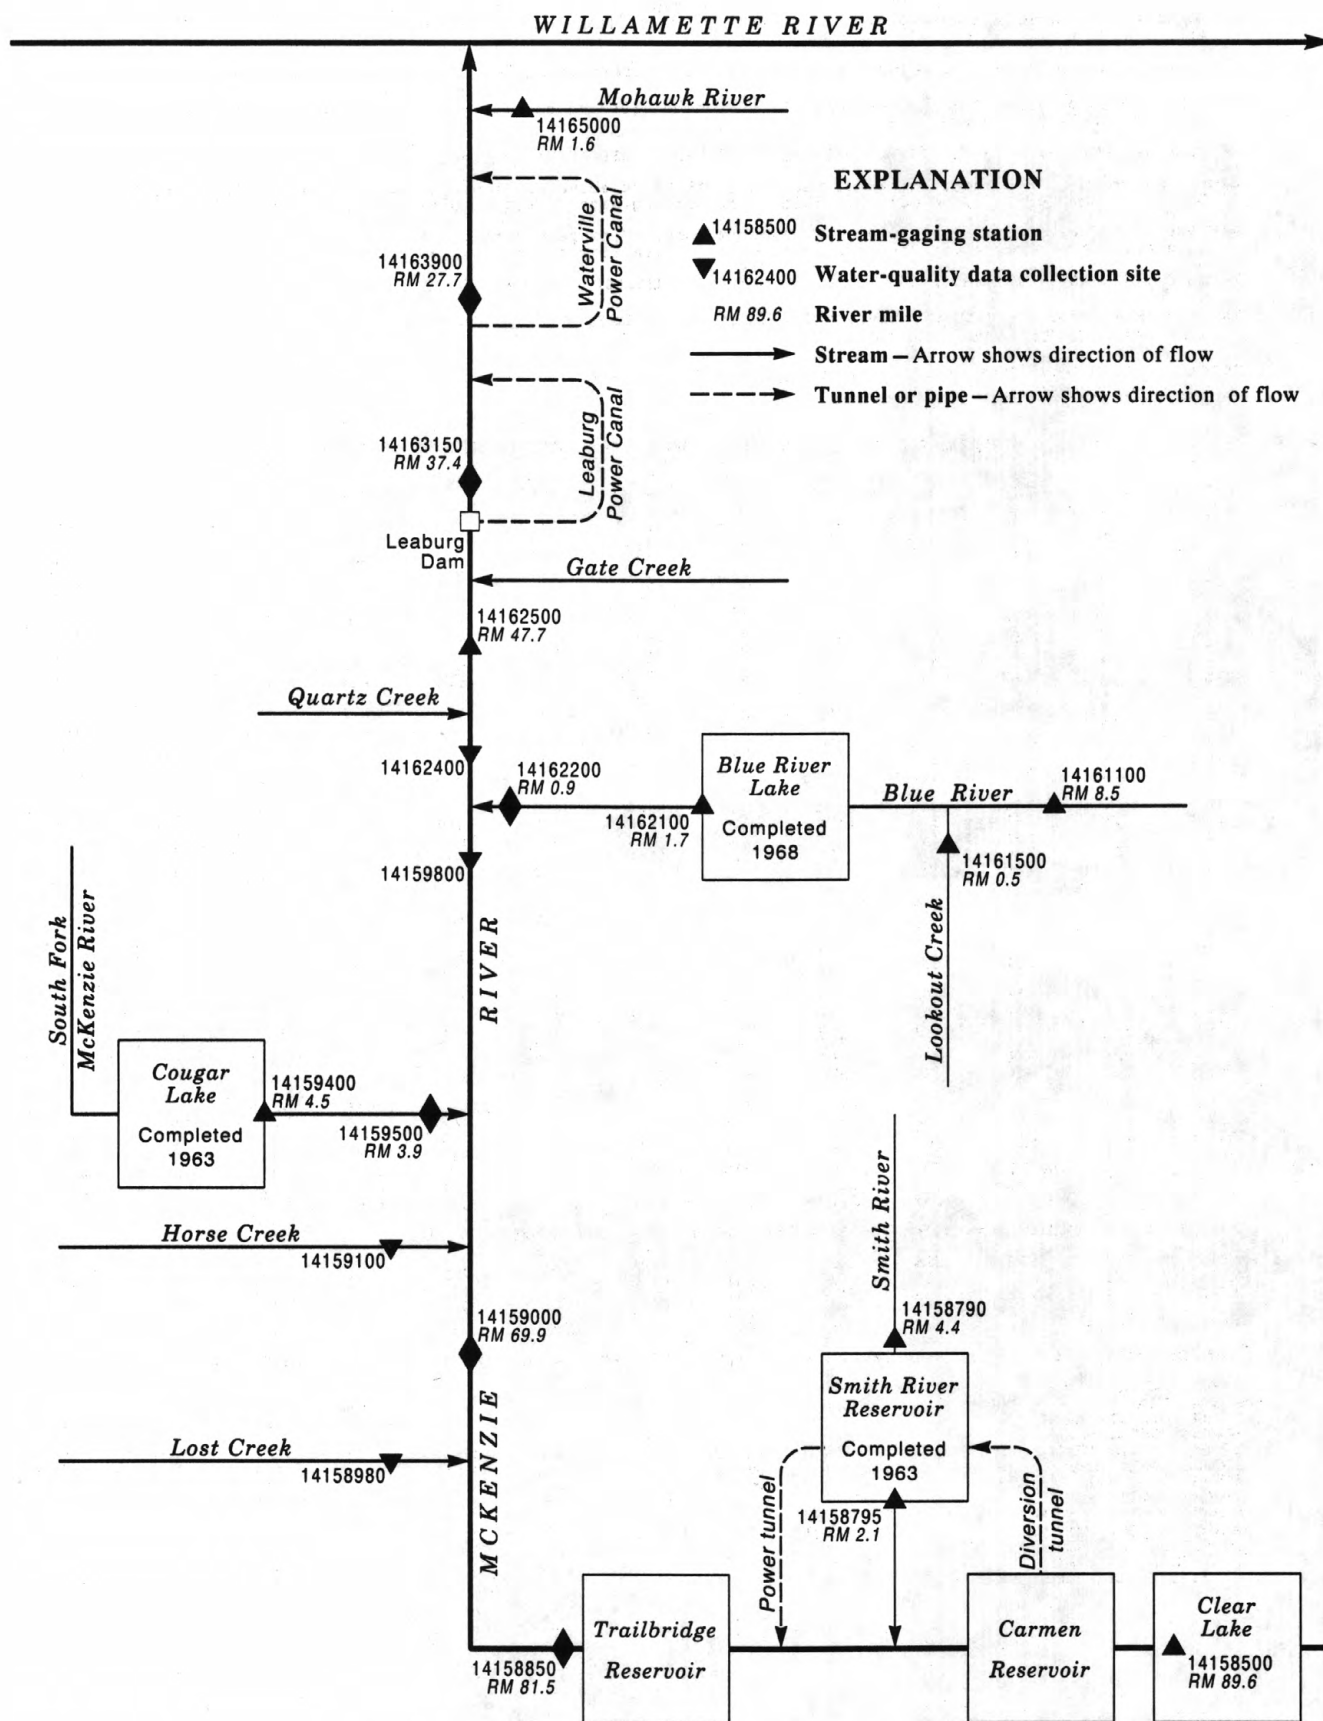 WILLAMETTE RIVER
Mohawk River
14165000
RM 1.6
EXPLANATION
14158500 Stream-gaging station
14162400 Water-quality data collection site
RM 89.6 River mile
Stream — Arrow shows direction of flow
Tunnel or pipe — Arrow shows direction of flow
Waterville
Power Canal
14163900
RM 27.7
Leaburg
Power Canal
14163150
RM 37.4
Leaburg
Dam
Gate Creek
14162500
RM 47.7
Quartz Creek
14162400
14162200
RM 0.9
14162100
RM 1.7
Blue River
Lake
Completed
1968
Blue River
14161100
RM 8.5
14161500
RM 0.5
Lookout Creek
14159800
South Fork
McKenzie River
RIVER
Cougar
Lake
Completed
1963
14159400
RM 4.5
14159500
RM 3.9
Horse Creek
14159100
14159000
RM 69.9
Lost Creek
14158980
MCKENZIE
Smith River
14158790
RM 4.4
Smith River
Reservoir
Completed
1963
14158795
RM 2.1
Power tunnel
Diversion
tunnel
14158850
RM 81.5
Trailbridge
Reservoir
Carmen
Reservoir
Clear
Lake
14158500
RM 89.6